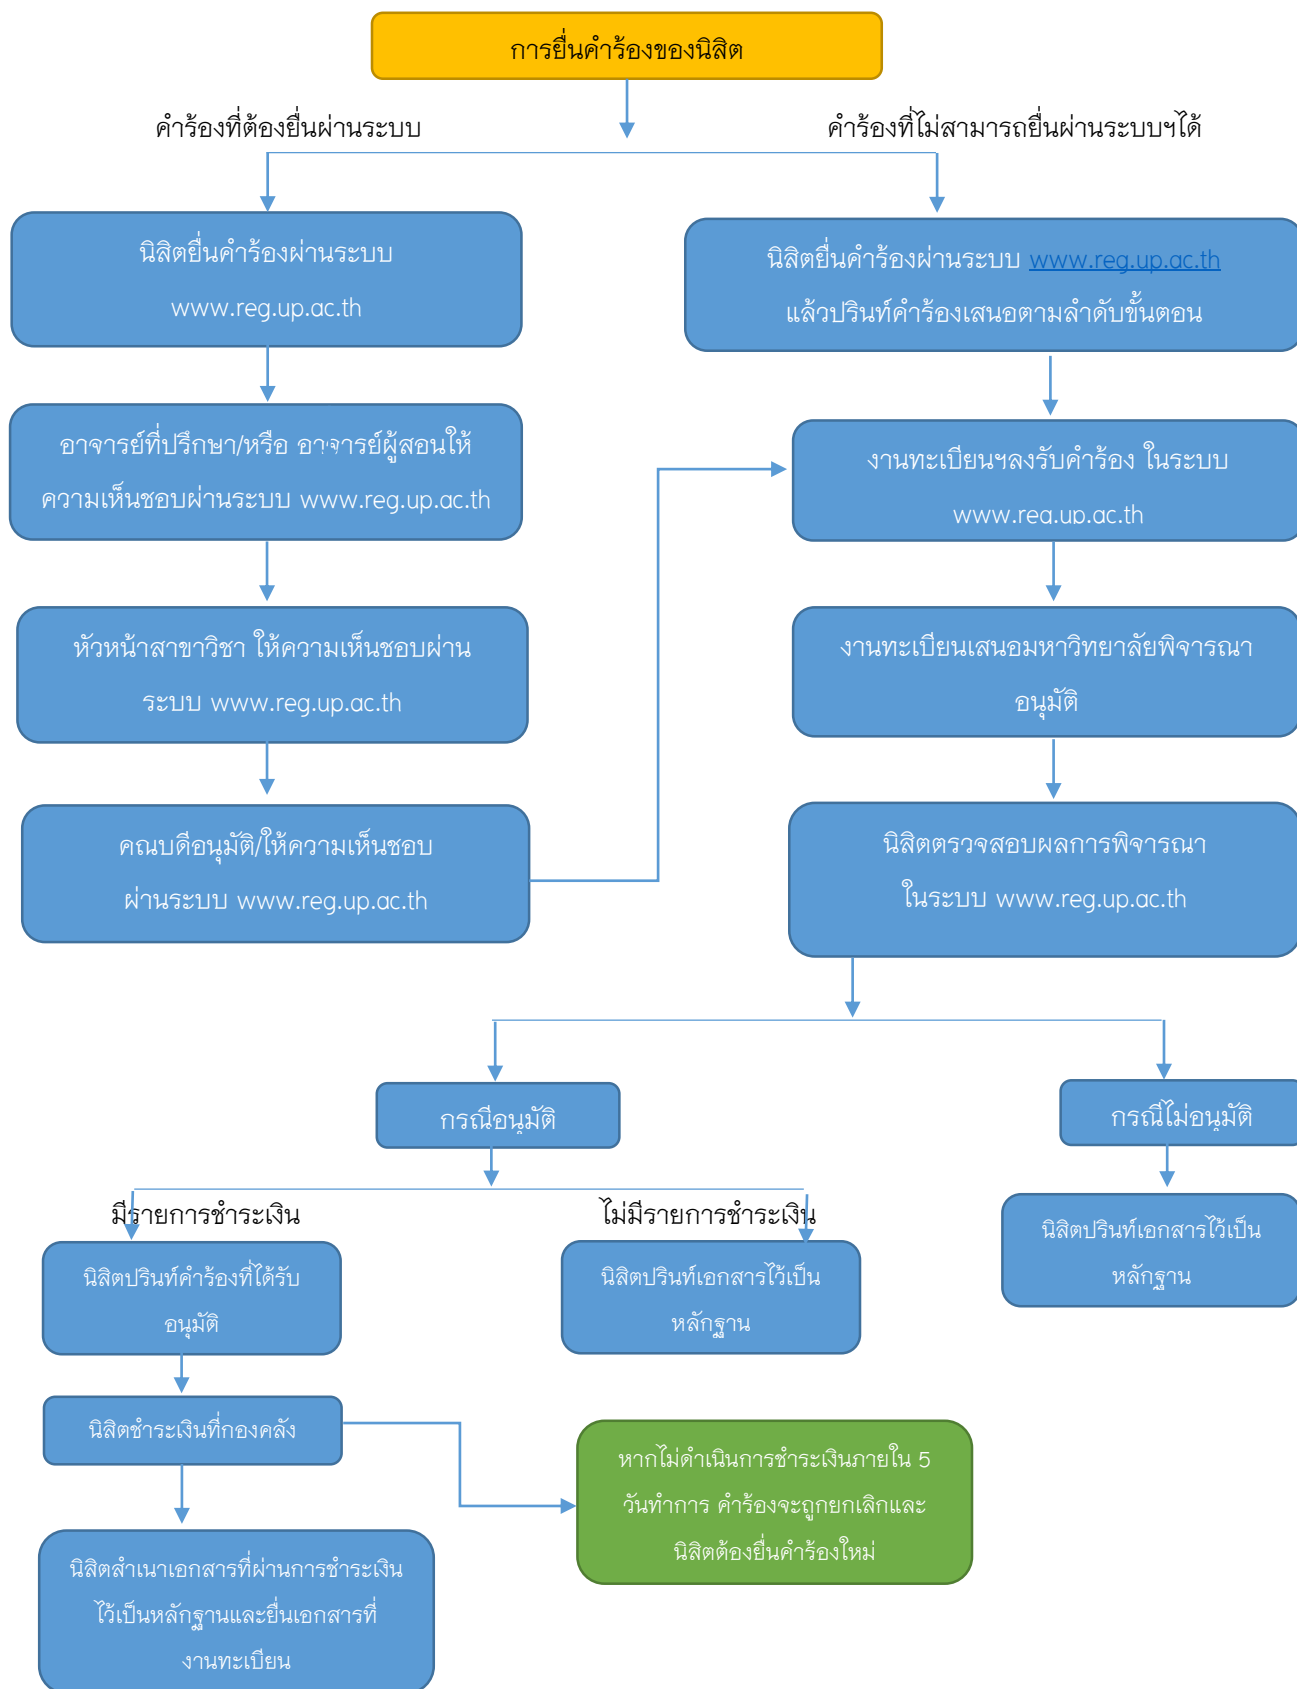 การยื่นคำร้องของนิสิต
คำร้องที่ต้องยื่นผ่านระบบ
คำร้องที่ไม่สามารถยื่นผ่านระบบฯได้
นิสิตยื่นคำร้องผ่านระบบ
www.reg.up.ac.th
อาจารย์ที่ปรึกษา/หรือ อาจารย์ผู้สอนให้
ความเห็นชอบผ่านระบบ www.reg.up.ac.th
หัวหน้าสาขาวิชา ให้ความเห็นชอบผ่าน
ระบบ www.reg.up.ac.th
คณบดีอนุมัติ/ให้ความเห็นชอบ
ผ่านระบบ www.reg.up.ac.th
นิสิตยื่นคำร้องผ่านระบบ www.reg.up.ac.th
แล้วปรินท์คำร้องเสนอตามลำดับขั้นตอน
งานทะเบียนฯลงรับคำร้อง ในระบบ
www.reg.up.ac.th
งานทะเบียนเสนอมหาวิทยาลัยพิจารณา
อนุมัติ
นิสิตตรวจสอบผลการพิจารณา
ในระบบ www.reg.up.ac.th
กรณีอนุมัติ
กรณีไม่อนุมัติ
มีรายการชำระเงิน
ไม่มีรายการชำระเงิน
นิสิตปริ้นท์คำร้องที่ได้รับ
อนุมัติ
นิสิตปริ้นท์เอกสารไว้เป็น
หลักฐาน
นิสิตปริ้นท์เอกสารไว้เป็น
หลักฐาน
นิสิตชำระเงินที่กองคลัง
หากไม่ดำเนินการชำระเงินภายใน 5
วันทำการ คำร้องจะถูกยกเลิกและ
นิสิตต้องยื่นคำร้องใหม่
นิสิตสำเนาเอกสารที่ผ่านการชำระเงิน
ไว้เป็นหลักฐานและยื่นเอกสารที่
งานทะเบียน